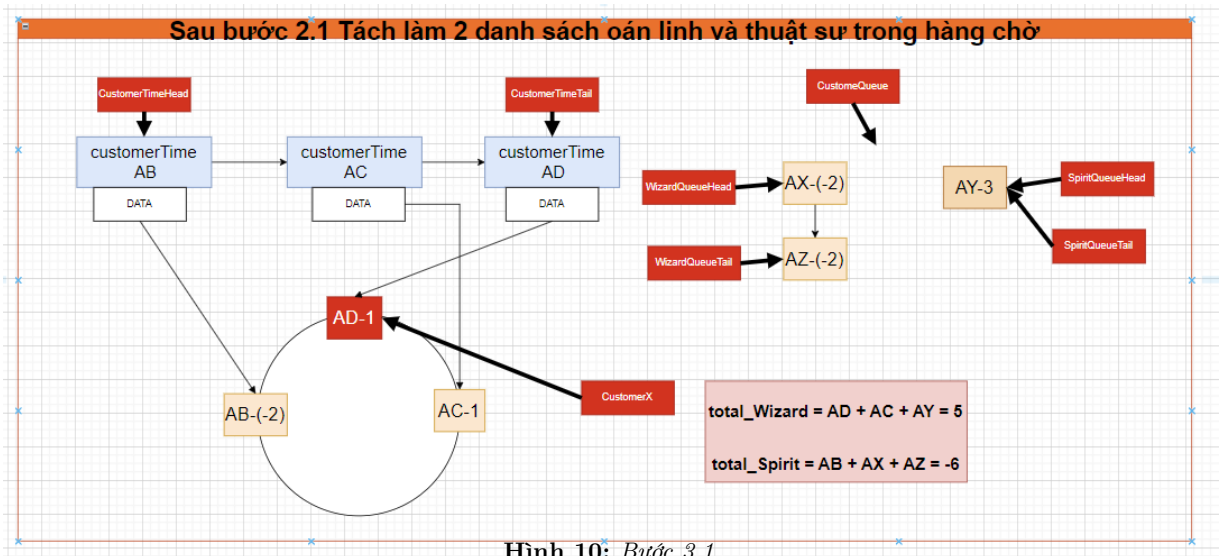 Sau bước 2.1 Tách làm 2 danh sách oán linh và thuật sư trong hàng chờ
CustomerTimeHead
CustomerTimeTail
CustomeQueue
customerTime
AB
customerTime
AC
customerTime
AD
DATA
DATA
DATA
WizardQueueHead
AX-(-2)
AY-3
SpiritQueueHead
WizardQueueTail
AZ-(-2)
SpiritQueueTail
AD-1
AB-(-2)
AC-1
CustomerX
total_Wizard = AD + AC + AY = 5
total_Spirit = AB + AX + AZ = -6
Hình 10: Bước 3.1